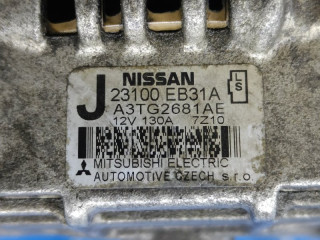 NISSAN
J 23100 EB31A L S
A3TG2681AE
12V 130A 7Z10
MITSUBISHI ELECTRIC
AUTOMOTIVE CZECH s.r.o.